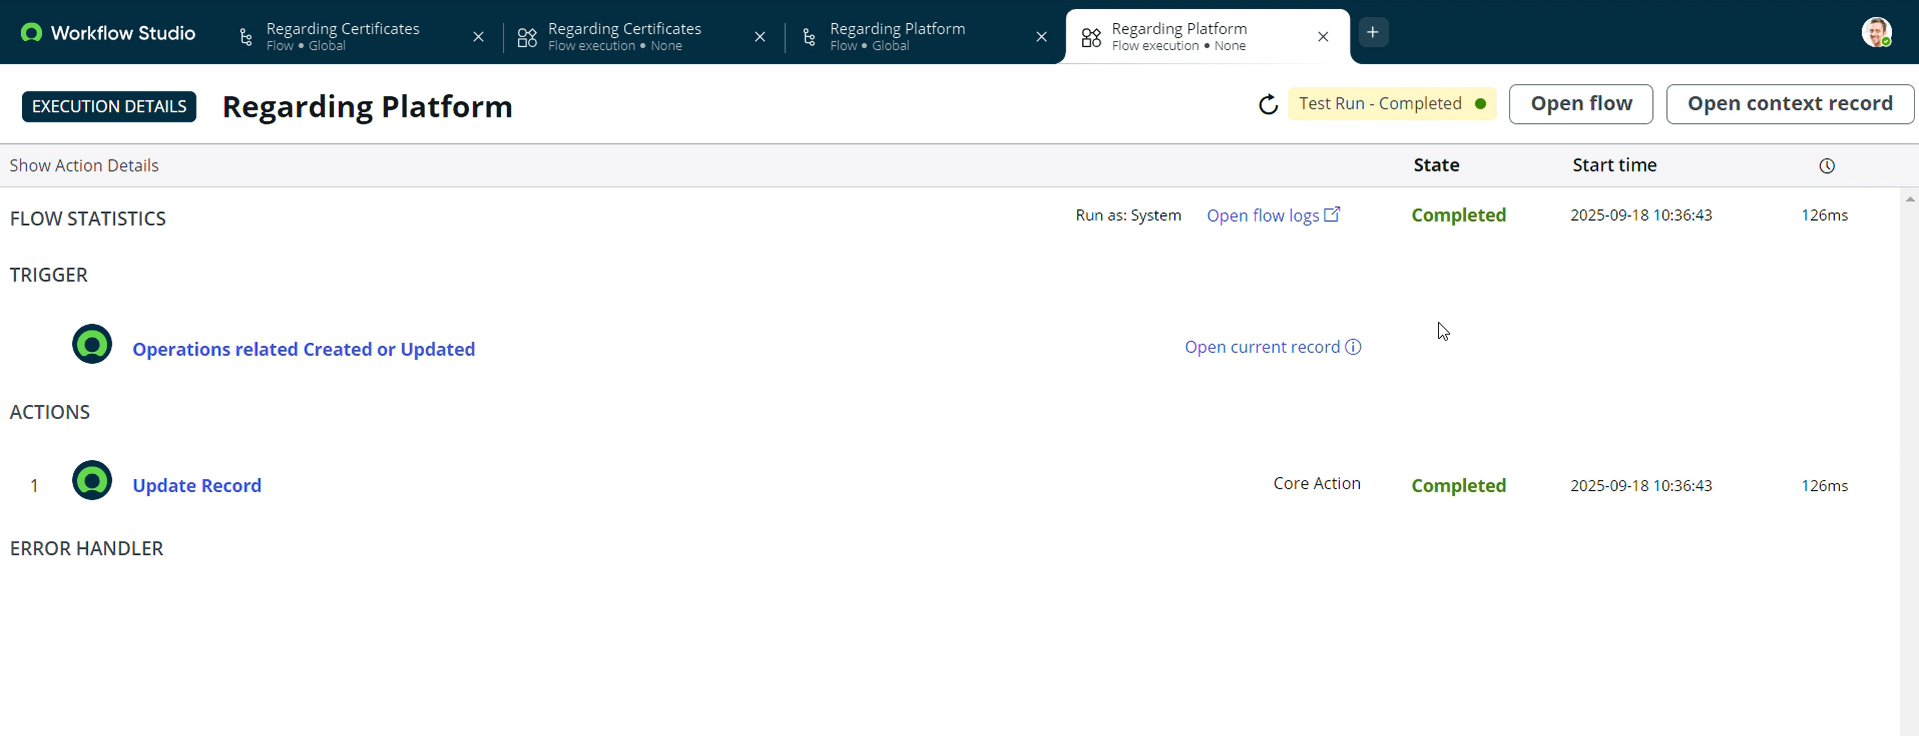 Workflow Studio
Regarding Certificates
Flow • Global
Regarding Certificates
Flow execution • None
Regarding Platform
Flow • Global
Regarding Platform
Flow execution • None
EXECUTION DETAILS
Regarding Platform
Test Run - Completed
Open flow
Open context record
Show Action Details
State
Start time
FLOW STATISTICS
Run as: System
Open flow logs
Completed
2025-09-18 10:36:43
126ms
TRIGGER
Operations related Created or Updated
Open current record
ACTIONS
1
Update Record
Core Action
Completed
2025-09-18 10:36:43
126ms
ERROR HANDLER